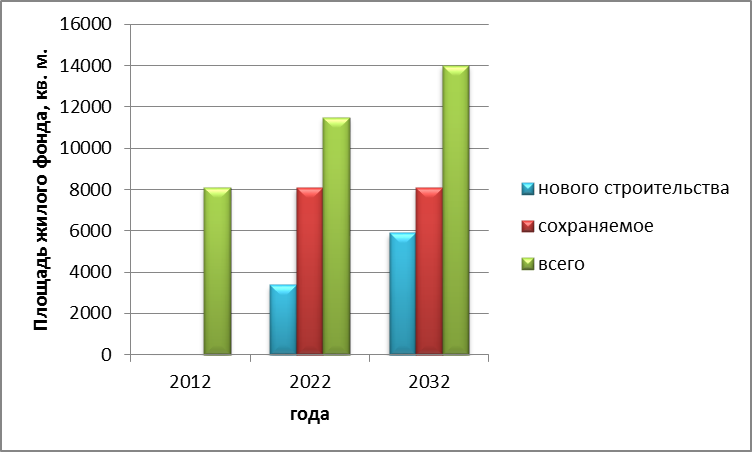 16000
14000
12000
10000
8000
6000
4000
2000
0
Площадь жилого фонда, кв. м.
2012 2022 2032
года
нового строительства
сохраняемое
всего